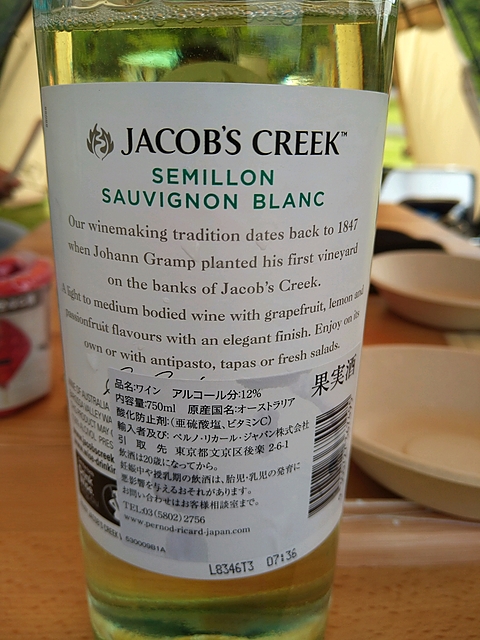 JACOB'S CREEK™
SEMILLON
SAUVIGNON BLANC
Our winemaking tradition dates back to 1847
when Johann Gramp planted his first vineyard
on the banks of Jacob's Creek.
A light to medium bodied wine with grapefruit, lemon and
passionfruit flavours with an elegant finish. Enjoy on its
own or with antipasto, tapas or fresh salads.
果実酒
品名:ワイン アルコール分:12%
内容量:750ml 原産国名:オーストラリア
酸化防止剤:(亜硫酸塩、ビタミンC)
輸入者及び: ペルノ・リカール・ジャパン株式会社
引取先 東京都文京区後楽 2-6-1
飲酒は20歳になってから。
妊娠中や授乳期の飲酒は、胎児・乳児の発育に
悪影響を与えるおそれがあります。
お問い合わせはお客様相談室まで。
TEL:03(5802)2756
www.pernod-ricard-japan.com
L8346T3 07:36